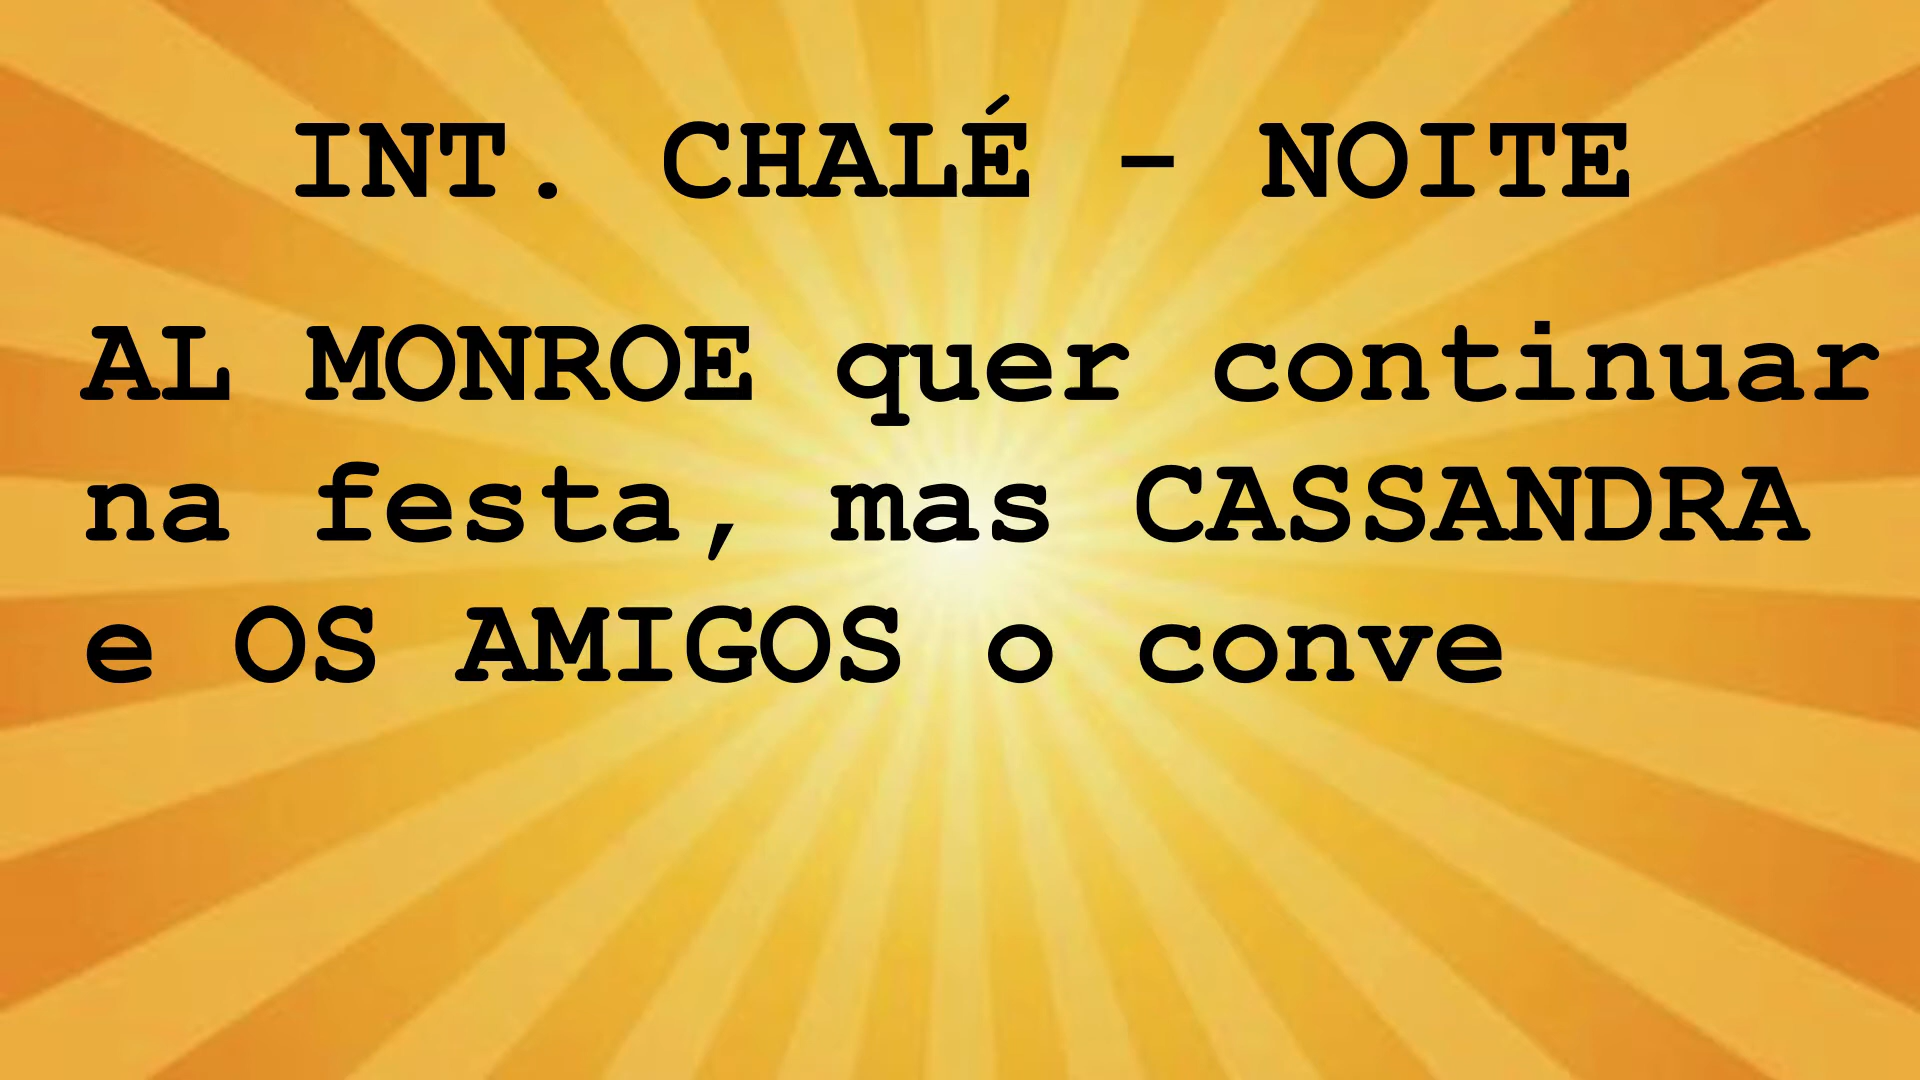 INT. CHALÉ - NOITE
AL MONROE quer continuar
na festa, mas CASSANDRA
e OS AMIGOS o conve